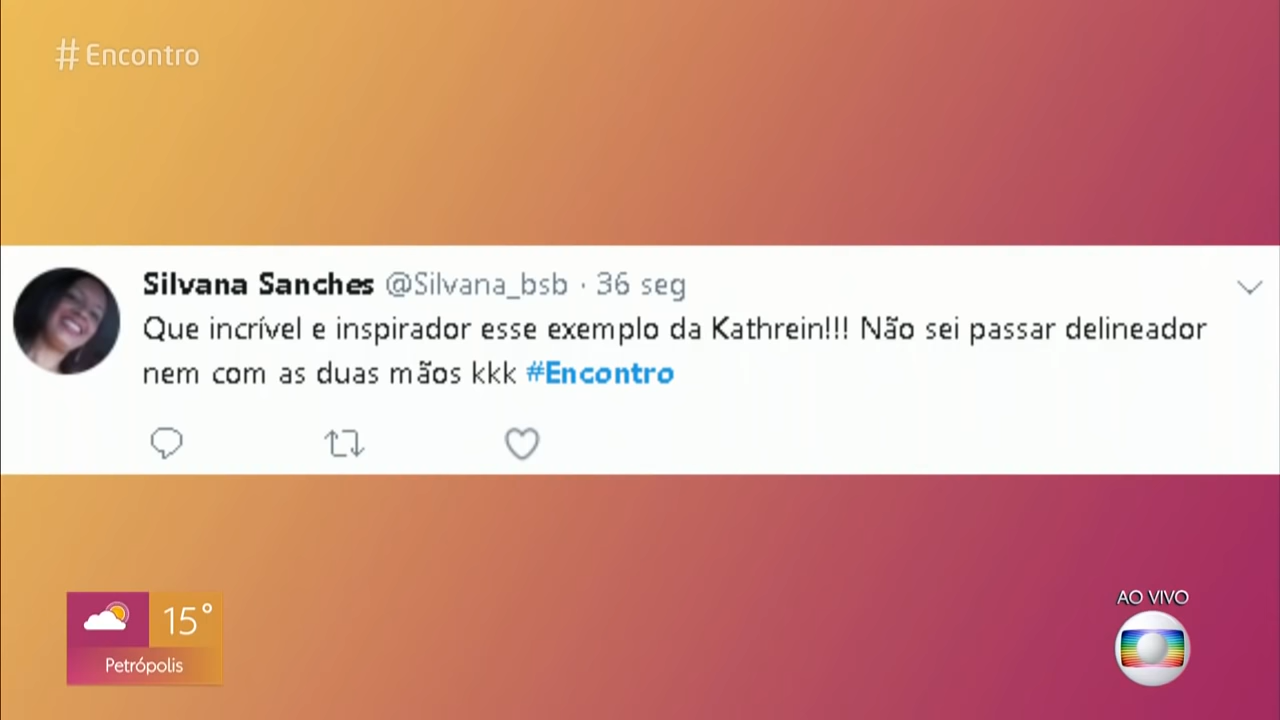 #Encontro
Silvana Sanches @Silvana_bsb · 36 seg
Que incrível e inspirador esse exemplo da Kathrein!!! Não sei passar delineador
nem com as duas mãos kkk #Encontro
15°
Petrópolis
AO VIVO